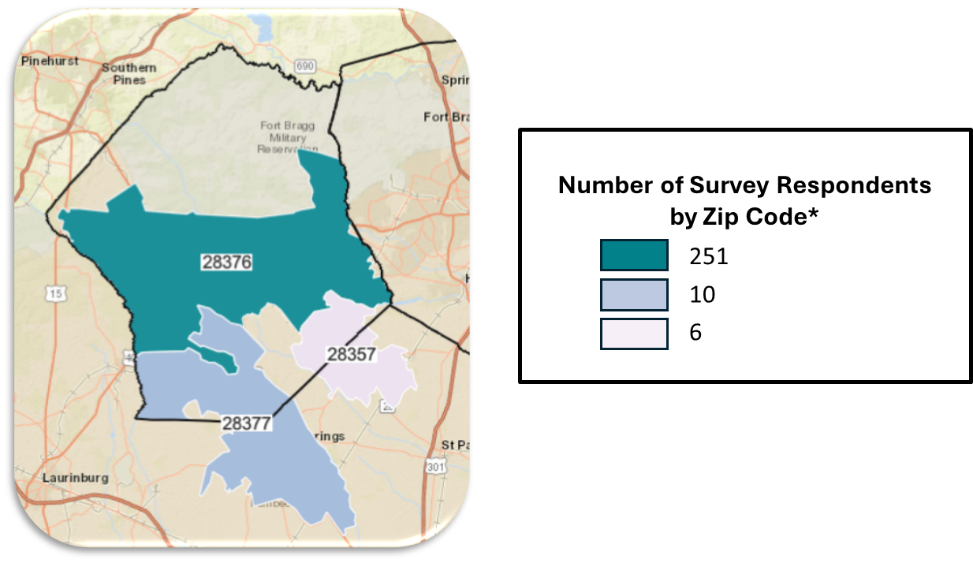 Pinehurst
Southern
Pines
690
Sprin
Fort Bra
Fort Bragg
Military
Reservation
28376
15
28357
28377
rings
St Pa
301
Laurinburg
Number of Survey Respondents
by Zip Code*
251
10
6